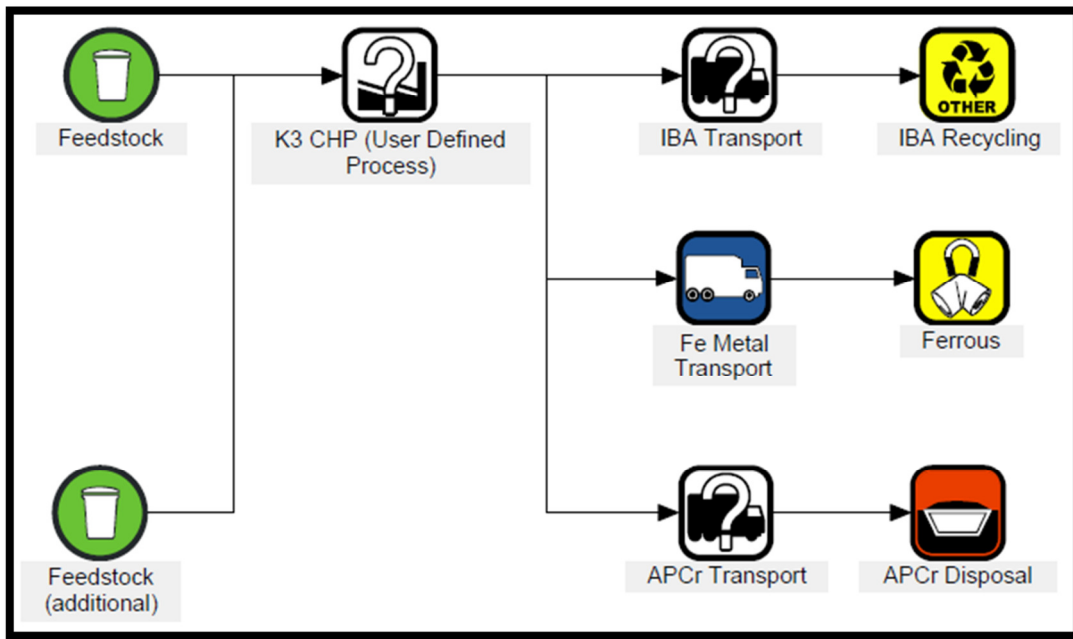 Feedstock
K3 CHP (User Defined
Process)
IBA Transport
OTHER
IBA Recycling
Fe Metal
Transport
Ferrous
Feedstock
(additional)
APCr Transport
APCr Disposal